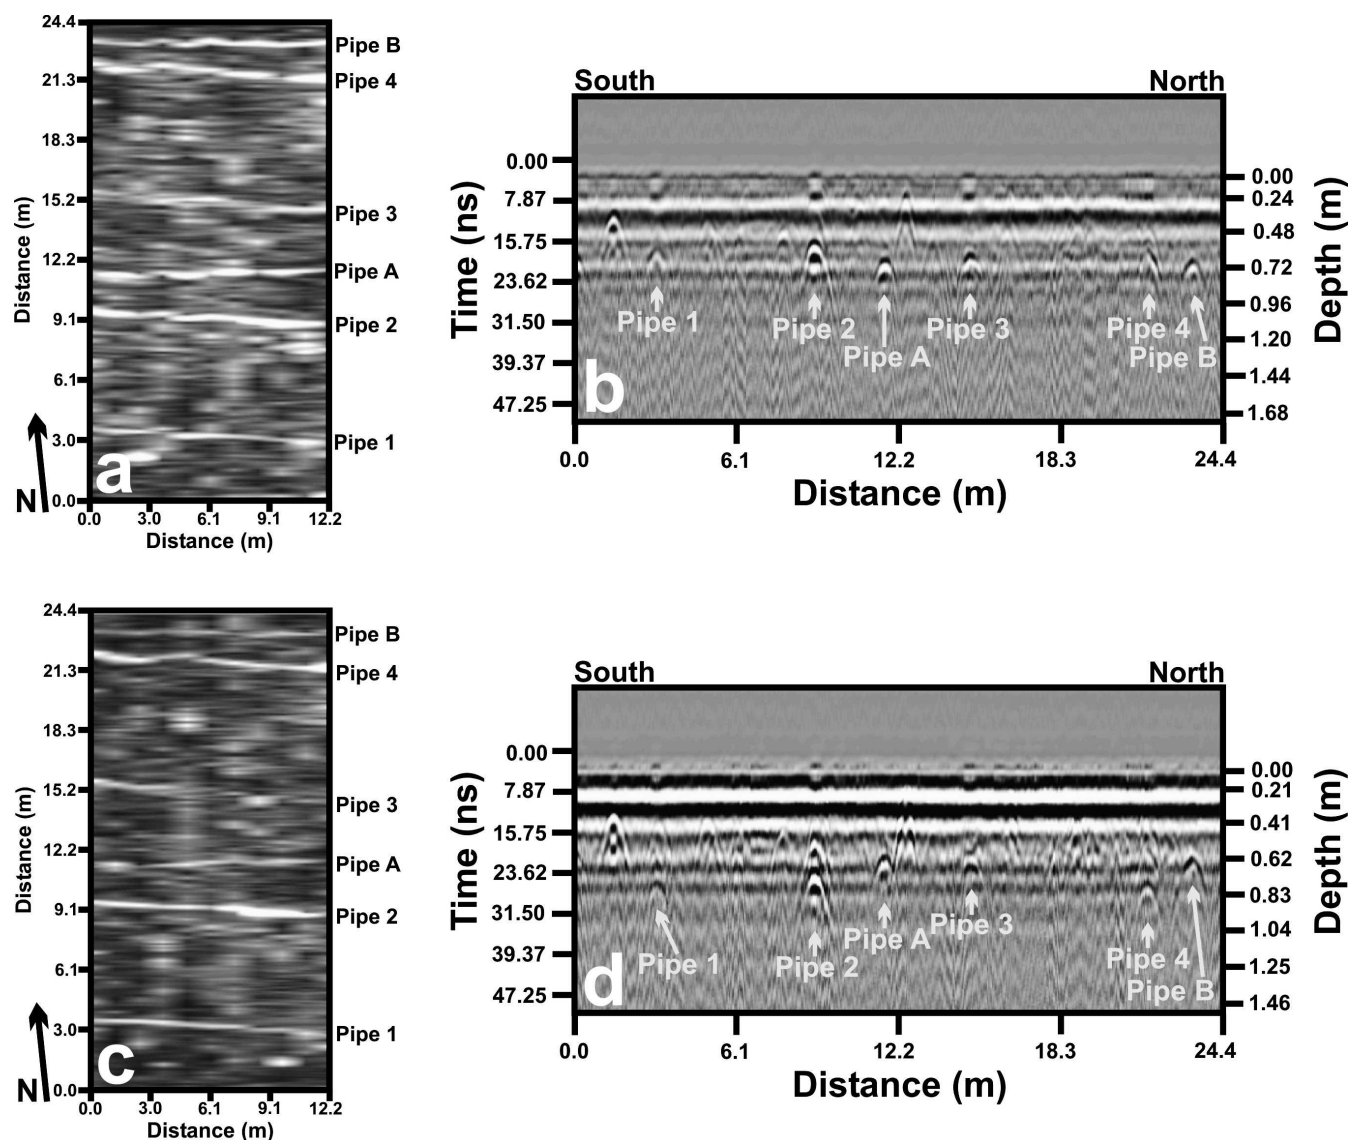 24.4
21.3
18.3
15.2
12.2
9.1
6.1
3.0
0.0
Distance (m)
Pipe B
Pipe 4
Pipe 3
Pipe A
Pipe 2
Pipe 1
a
N
0.0 3.0 6.1 9.1 12.2
Distance (m)
South North
Time (ns)
0.00
7.87
15.75
23.62
31.50
39.37
47.25
Pipe 1 Pipe 2 Pipe 3 Pipe 4
Pipe A Pipe B
b
0.00
0.24
0.48
0.72
0.96
1.20
1.44
1.68
Depth (m)
0.0 6.1 12.2 18.3 24.4
Distance (m)
24.4
21.3
18.3
15.2
12.2
9.1
6.1
3.0
0.0
Distance (m)
Pipe B
Pipe 4
Pipe 3
Pipe A
Pipe 2
Pipe 1
c
N
0.0 3.0 6.1 9.1 12.2
Distance (m)
South North
Time (ns)
0.00
7.87
15.75
23.62
31.50
39.37
47.25
Pipe A Pipe 3
Pipe 1 Pipe 2 Pipe 4
Pipe B
d
0.00
0.21
0.41
0.62
0.83
1.04
1.25
1.46
Depth (m)
0.0 6.1 12.2 18.3 24.4
Distance (m)